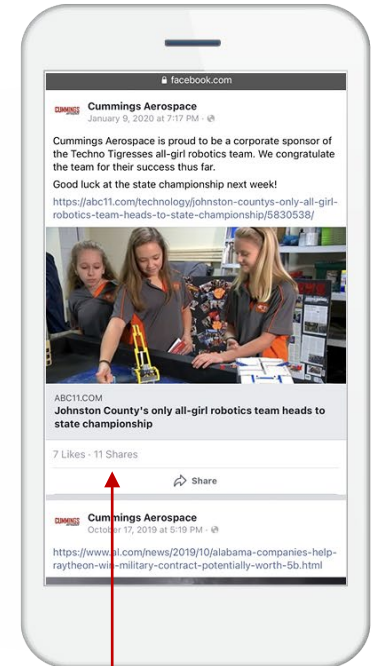 facebook.com
CUMMINGS
Cummings Aerospace
January 9, 2020 at 7:17 PM ·
Cummings Aerospace is proud to be a corporate sponsor of
the Techno Tigresses all-girl robotics team. We congratulate
the team for their success thus far.
Good luck at the state championship next week!
https://abc11.com/technology/johnston-countys-only-all-girl-
robotics-team-heads-to-state-championship/5830538/
ABC11.COM
Johnston County's only all-girl robotics team heads to
state championship
7 Likes · 11 Shares
Share
CUMMINGS
Cummings Aerospace
October 17, 2019 at 5:19 PM ·
https://www.al.com/news/2019/10/alabama-companies-help-
raytheon-win-military-contract-potentially-worth-5b.html